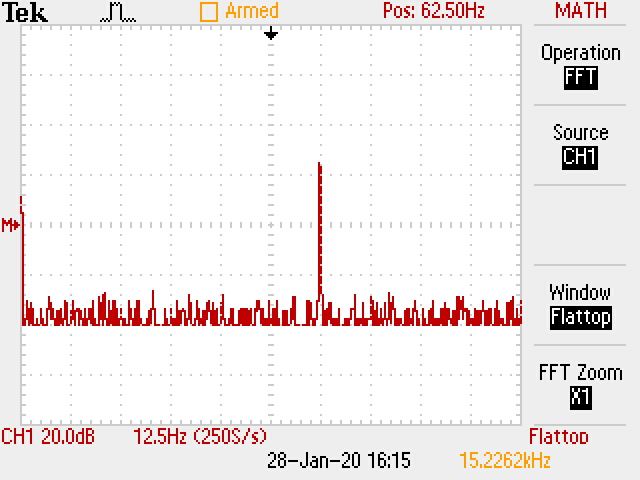 Tek Armed Pos: 62.50Hz MATH
Operation
FFT
Source
CH1
M
Window
Flattop
FFT Zoom
X1
CH1 20.0dB 12.5Hz (250S/s) Flattop
28-Jan-20 16:15 15.2262kHz